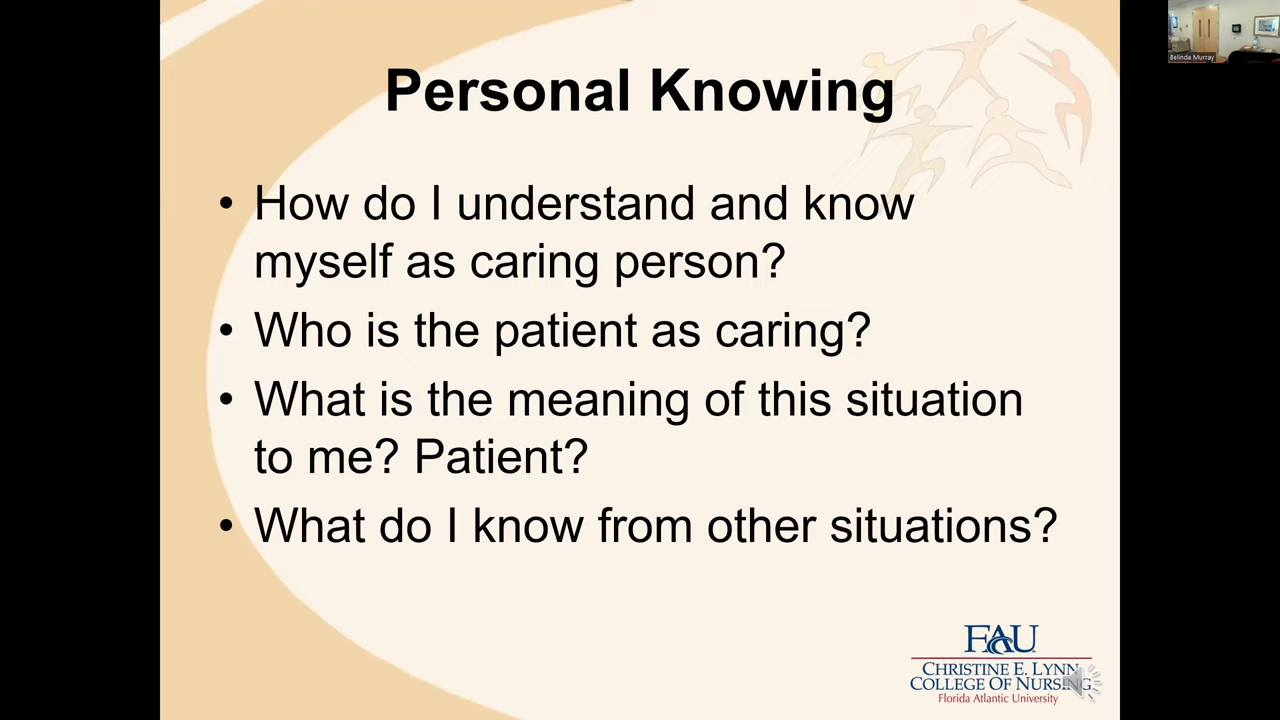 Belinda Murray
Personal Knowing
• How do I understand and know
myself as caring person?
• Who is the patient as caring?
• What is the meaning of this situation
to me? Patient?
• What do I know from other situations?
FAU
CHRISTINE E. LYNN
COLLEGE OF NURSING
Florida Atlantic University